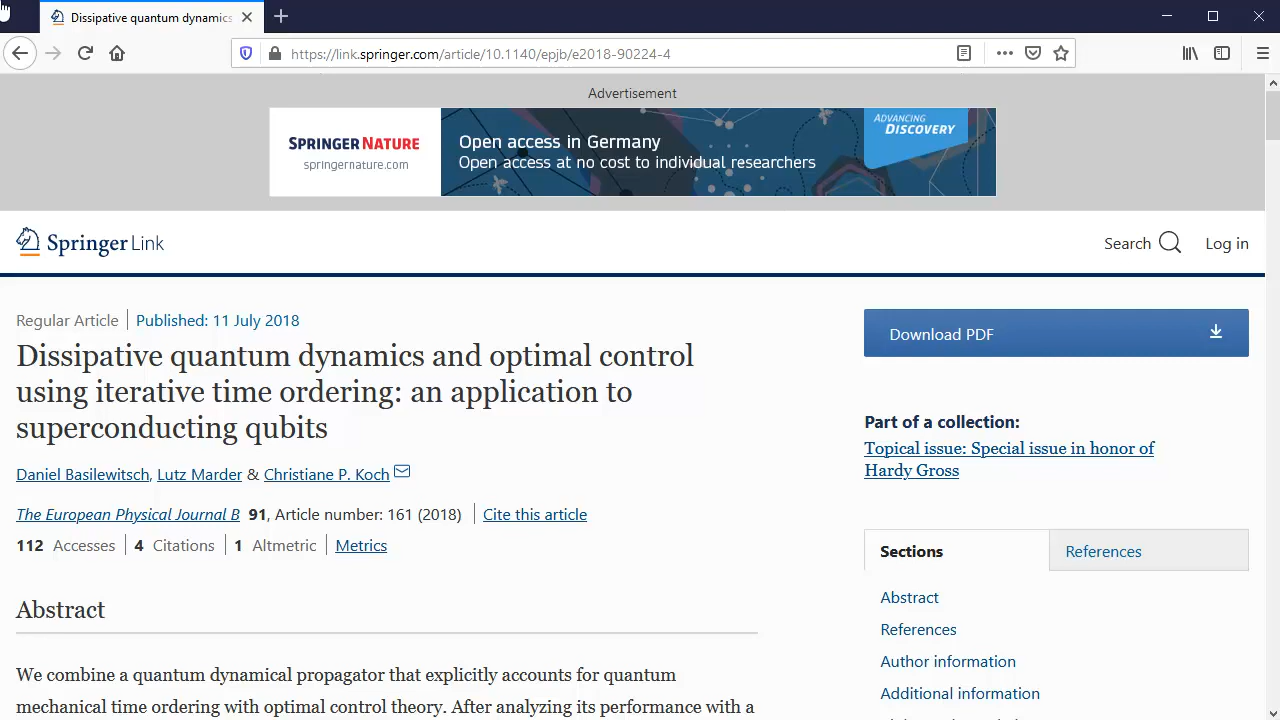 Dissipative quantum dynamics
https://link.springer.com/article/10.1140/epjb/e2018-90224-4
Advertisement
SPRINGER NATURE
springernature.com
Open access in Germany
Open access at no cost to individual researchers
ADVANCING
DISCOVERY
Springer Link
Search
Log in
Regular Article
Published: 11 July 2018
Dissipative quantum dynamics and optimal control
using iterative time ordering: an application to
superconducting qubits
Daniel Basilewitsch, Lutz Marder & Christiane P. Koch
The European Physical Journal B 91, Article number: 161 (2018)
Cite this article
112 Accesses
4 Citations
1 Altmetric
Metrics
Abstract
We combine a quantum dynamical propagator that explicitly accounts for quantum
mechanical time ordering with optimal control theory. After analyzing its performance with a
Download PDF
Part of a collection:
Topical issue: Special issue in honor of
Hardy Gross
Sections
References
Abstract
References
Author information
Additional information